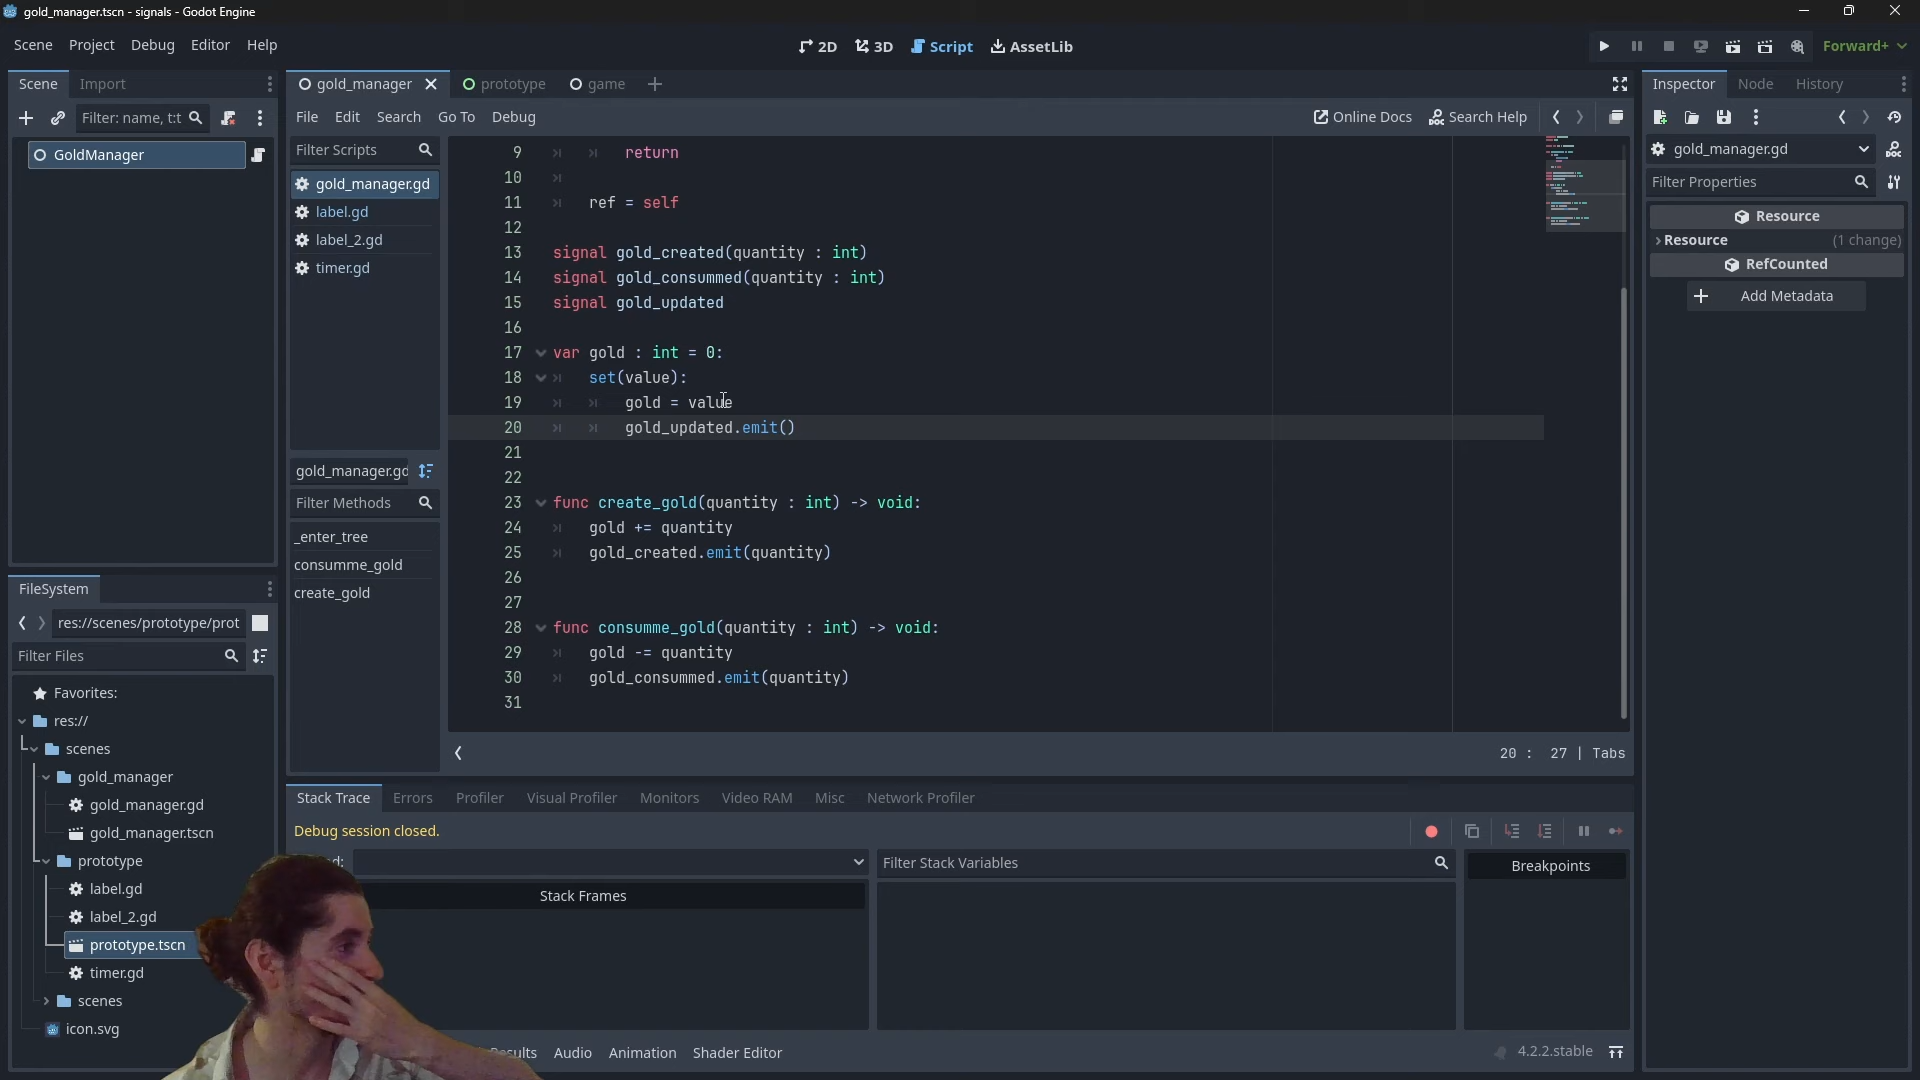 gold_manager.tscn - signals - Godot Engine
Scene Project Debug Editor Help
2D 3D Script AssetLib
Forward+
Scene Import
gold_manager prototype game
Inspector Node History
Filter: name, t:t
File Edit Search Go To Debug
Online Docs Search Help
GoldManager
Filter Scripts
gold_manager.gd
label.gd
label_2.gd
timer.gd
gold_manager.gd
Filter Methods
_enter_tree
consumme_gold
create_gold
9 return
10
11 ref = self
12
13 signal gold_created(quantity : int)
14 signal gold_consummed(quantity : int)
15 signal gold_updated
16
17 var gold : int = 0:
18 set(value):
19 gold = value
20 gold_updated.emit()
21
22
23 func create_gold(quantity : int) -> void:
24 gold += quantity
25 gold_created.emit(quantity)
26
27
28 func consumme_gold(quantity : int) -> void:
29 gold -= quantity
30 gold_consummed.emit(quantity)
31
20 : 27 | Tabs
gold_manager.gd
Filter Properties
Resource
Resource (1 change)
RefCounted
Add Metadata
FileSystem
res://scenes/prototype/prot
Filter Files
Favorites:
res://
scenes
gold_manager
gold_manager.gd
gold_manager.tscn
prototype
label.gd
label_2.gd
prototype.tscn
timer.gd
scenes
icon.svg
Stack Trace Errors Profiler Visual Profiler Monitors Video RAM Misc Network Profiler
Debug session closed.
Filter Stack Variables
Breakpoints
Stack Frames
Audio Animation Shader Editor
4.2.2.stable